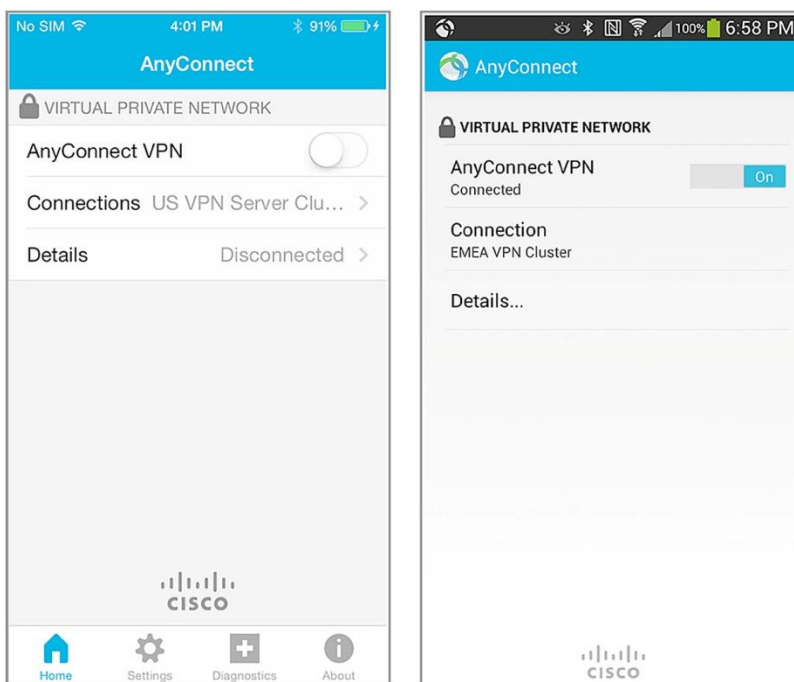 No SIM 4:01 PM 91%
AnyConnect
VIRTUAL PRIVATE NETWORK
AnyConnect VPN
Connections US VPN Server Clu... >
Details Disconnected >
CISCO
Home Settings Diagnostics About
100% 6:58 PM
AnyConnect
VIRTUAL PRIVATE NETWORK
AnyConnect VPN
Connected
On
Connection
EMEA VPN Cluster
Details...
CISCO